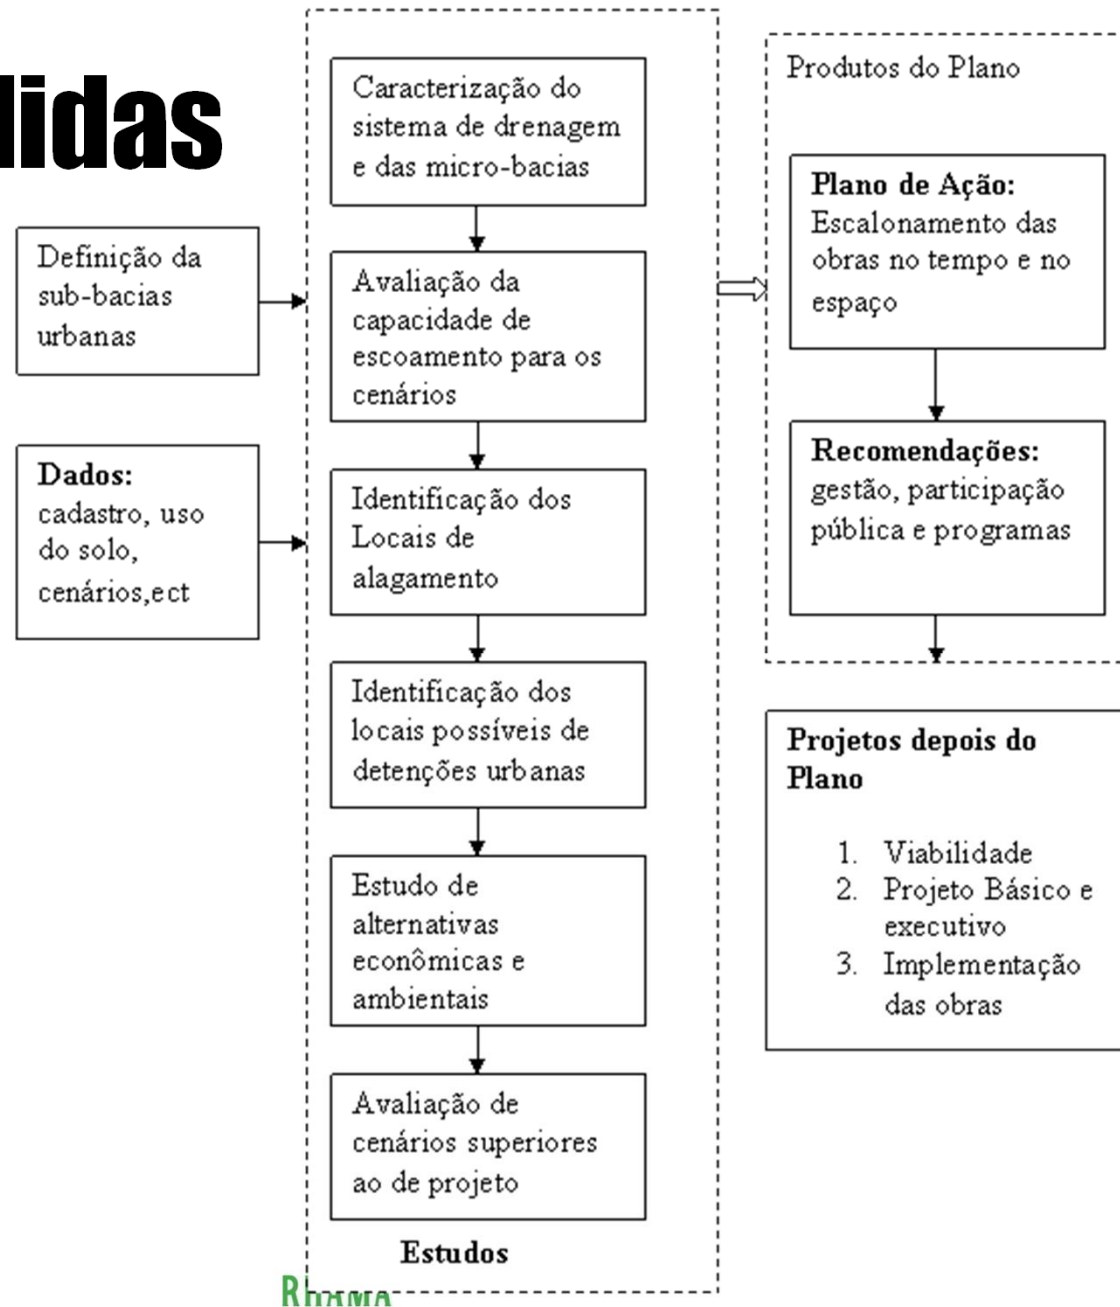 lidas
Definição da
sub-bacias
urbanas
Dados:
cadastro, uso
do solo,
cenários,ect
Caracterização do
sistema de drenagem
e das micro-bacias
Avaliação da
capacidade de
escoamento para os
cenários
Identificação dos
Locais de
alagamento
Identificação dos
locais possíveis de
detenções urbanas
Estudo de
alternativas
econômicas e
ambientais
Avaliação de
cenários superiores
ao de projeto
Estudos
Produtos do Plano
Plano de Ação:
Escalonamento das
obras no tempo e no
espaço
Recomendações:
gestão, participação
pública e programas
Projetos depois do
Plano
1. Viabilidade
2. Projeto Básico e
executivo
3. Implementação
das obras
RHAMA